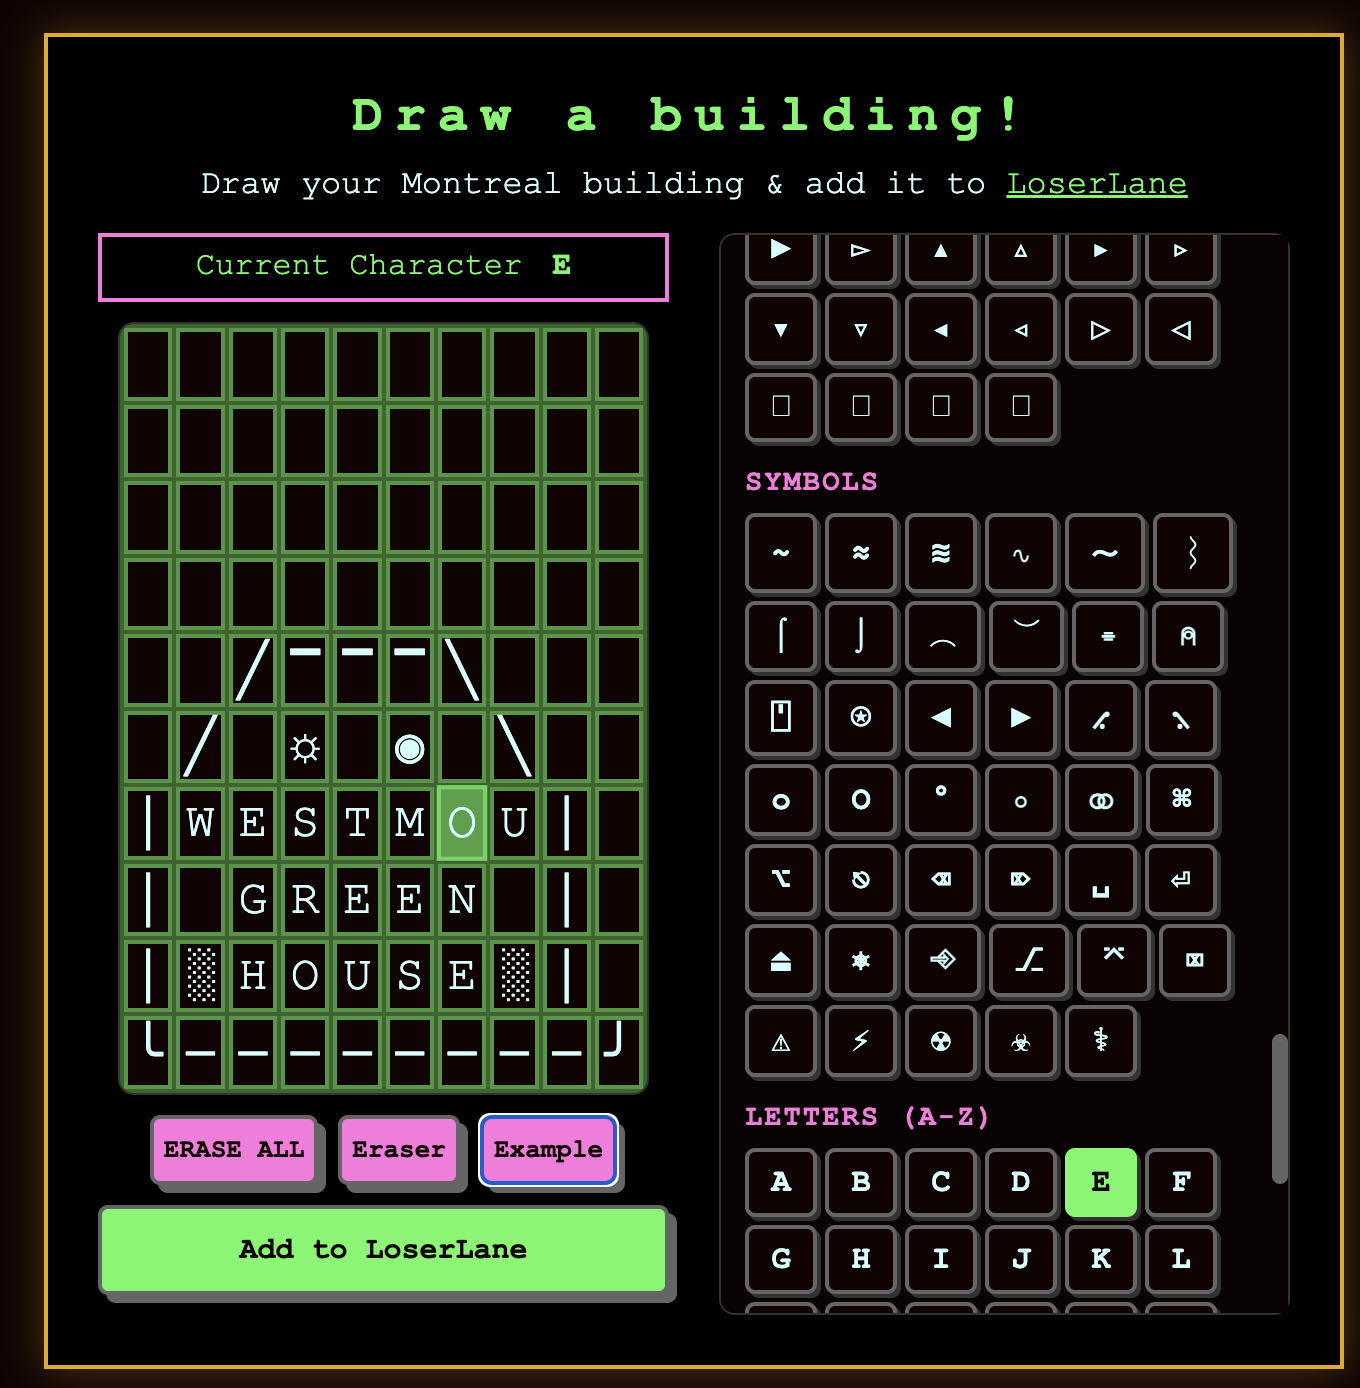 Draw a building!
Draw your Montreal building & add it to LoserLane
Current Character E
WESTMOU
GREEN
HOUSE
ERASE ALL Eraser Example
Add to LoserLane
SYMBOLS
LETTERS (A-Z)
A B C D E F
G H I J K L